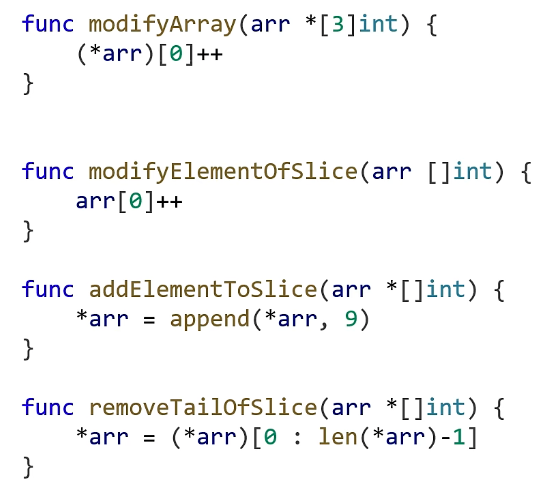 func modifyArray(arr *[3]int) {
    (*arr)[0]++
}
func modifyElementOfSlice(arr []int) {
    arr[0]++
}
func addElementToSlice(arr *[]int) {
    *arr = append(*arr, 9)
}
func removeTailOfSlice(arr *[]int) {
    *arr = (*arr)[0 : len(*arr)-1]
}